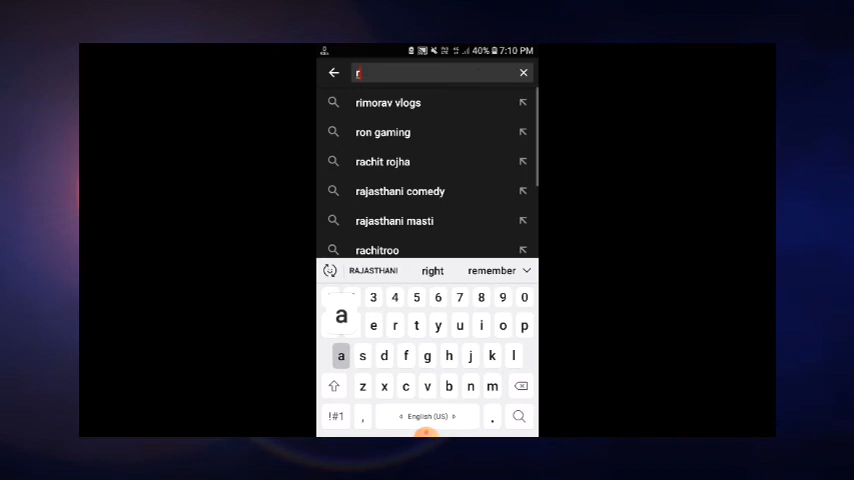 40% 7:10 PM
r
rimorav vlogs
ron gaming
rachit rojha
rajasthani comedy
rajasthani masti
rachitroo
RAJASTHANI right remember
3 4 5 6 7 8 9 0
a
e r t y u i o p
a s d f g h j k l
z x c v b n m
!#1 , English (US) .